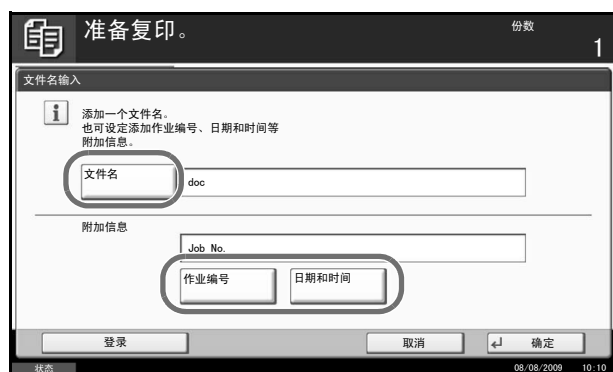 准备复印。
份数
1
文件名输入
i
添加一个文件名。
也可设定添加作业编号、日期和时间等
附加信息。
文件名
doc
附加信息
Job No.
作业编号
日期和时间
登录
取消
确定
状态
08/08/2009 10:10